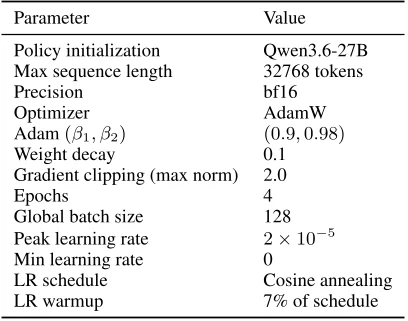 Parameter Value
Policy initialization Qwen3.6-27B
Max sequence length 32768 tokens
Precision bf16
Optimizer AdamW
Adam (β₁, β₂) (0.9, 0.98)
Weight decay 0.1
Gradient clipping (max norm) 2.0
Epochs 4
Global batch size 128
Peak learning rate 2 × 10⁻⁵
Min learning rate 0
LR schedule Cosine annealing
LR warmup 7% of schedule